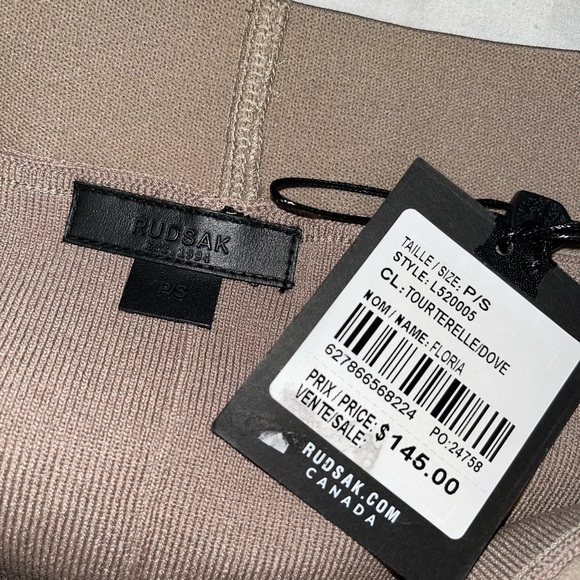 RUDSAK
EST. 1994
P/S
TAILLE / SIZE: P/S
STYLE: L520005
CL: TOURTERELLE/DOVE
NOM/ NAME: FLORIA
627866568224
PO:24758
PRIX / PRICE: $ 145.00
VENTE/SALE:
RUDSAK.COM
CANADA